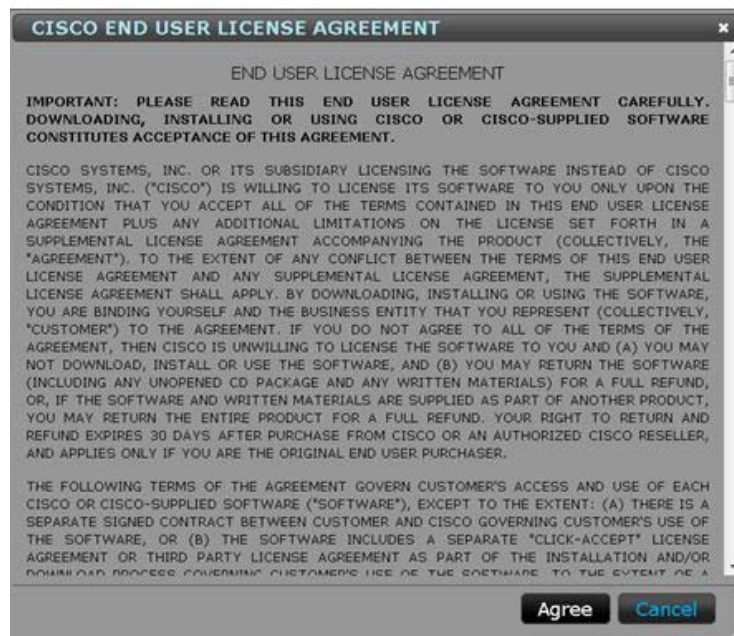 CISCO END USER LICENSE AGREEMENT
END USER LICENSE AGREEMENT
IMPORTANT: PLEASE READ THIS END USER LICENSE AGREEMENT CAREFULLY.
DOWNLOADING, INSTALLING OR USING CISCO OR CISCO-SUPPLIED SOFTWARE
CONSTITUTES ACCEPTANCE OF THIS AGREEMENT.
CISCO SYSTEMS, INC. OR ITS SUBSIDIARY LICENSING THE SOFTWARE INSTEAD OF CISCO
SYSTEMS, INC. ("CISCO") IS WILLING TO LICENSE ITS SOFTWARE TO YOU ONLY UPON THE
CONDITION THAT YOU ACCEPT ALL OF THE TERMS CONTAINED IN THIS END USER LICENSE
AGREEMENT PLUS ANY ADDITIONAL LIMITATIONS ON THE LICENSE SET FORTH IN A
SUPPLEMENTAL LICENSE AGREEMENT ACCOMPANYING THE PRODUCT (COLLECTIVELY, THE
"AGREEMENT"). TO THE EXTENT OF ANY CONFLICT BETWEEN THE TERMS OF THIS END USER
LICENSE AGREEMENT AND ANY SUPPLEMENTAL LICENSE AGREEMENT, THE SUPPLEMENTAL
LICENSE AGREEMENT SHALL APPLY. BY DOWNLOADING, INSTALLING OR USING THE SOFTWARE,
YOU ARE BINDING YOURSELF AND THE BUSINESS ENTITY THAT YOU REPRESENT (COLLECTIVELY,
"CUSTOMER") TO THE AGREEMENT. IF YOU DO NOT AGREE TO ALL OF THE TERMS OF THE
AGREEMENT, THEN CISCO IS UNWILLING TO LICENSE THE SOFTWARE TO YOU AND (A) YOU MAY
NOT DOWNLOAD, INSTALL OR USE THE SOFTWARE, AND (B) YOU MAY RETURN THE SOFTWARE
(INCLUDING ANY UNOPENED CD PACKAGE AND ANY WRITTEN MATERIALS) FOR A FULL REFUND,
OR, IF THE SOFTWARE AND WRITTEN MATERIALS ARE SUPPLIED AS PART OF ANOTHER PRODUCT,
YOU MAY RETURN THE ENTIRE PRODUCT FOR A FULL REFUND. YOUR RIGHT TO RETURN AND
REFUND EXPIRES 30 DAYS AFTER PURCHASE FROM CISCO OR AN AUTHORIZED CISCO RESELLER,
AND APPLIES ONLY IF YOU ARE THE ORIGINAL END USER PURCHASER.
THE FOLLOWING TERMS OF THE AGREEMENT GOVERN CUSTOMER'S ACCESS AND USE OF EACH
CISCO OR CISCO-SUPPLIED SOFTWARE ("SOFTWARE"), EXCEPT TO THE EXTENT: (A) THERE IS A
SEPARATE SIGNED CONTRACT BETWEEN CUSTOMER AND CISCO GOVERNING CUSTOMER'S USE OF
THE SOFTWARE, OR (B) THE SOFTWARE INCLUDES A SEPARATE "CLICK-ACCEPT" LICENSE
AGREEMENT OR THIRD PARTY LICENSE AGREEMENT AS PART OF THE INSTALLATION AND/OR
DOWNLOAD PROCESS GOVERNING CUSTOMER'S USE OF THE SOFTWARE. TO THE EXTENT OF A
Agree Cancel